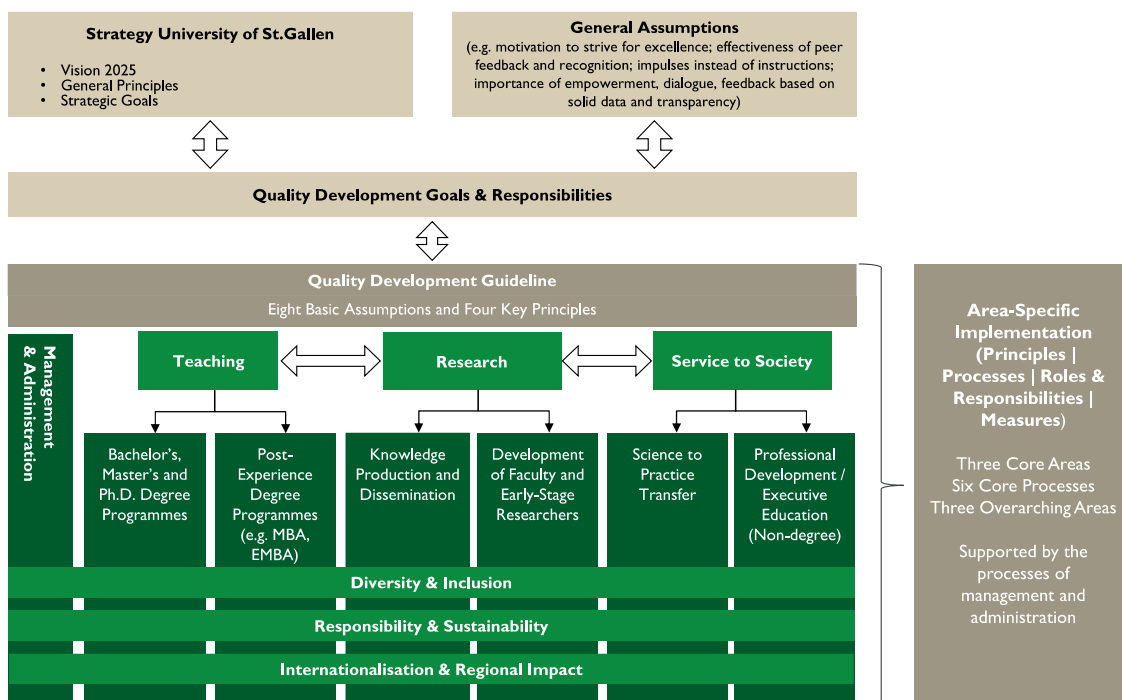 Strategy University of St.Gallen
• Vision 2025
• General Principles
• Strategic Goals
General Assumptions
(e.g. motivation to strive for excellence; effectiveness of peer
feedback and recognition; impulses instead of instructions;
importance of empowerment, dialogue, feedback based on
solid data and transparency)
Quality Development Goals & Responsibilities
Quality Development Guideline
Eight Basic Assumptions and Four Key Principles
Management
& Administration
Teaching
Research
Service to Society
Bachelor's,
Master's and
Ph.D. Degree
Programmes
Post-
Experience
Degree
Programmes
(e.g. MBA,
EMBA)
Knowledge
Production and
Dissemination
Development
of Faculty and
Early-Stage
Researchers
Science to
Practice
Transfer
Professional
Development /
Executive
Education
(Non-degree)
Diversity & Inclusion
Responsibility & Sustainability
Internationalisation & Regional Impact
Area-Specific
Implementation
(Principles |
Processes | Roles &
Responsibilities |
Measures)
Three Core Areas
Six Core Processes
Three Overarching Areas
Supported by the
processes of
management and
administration